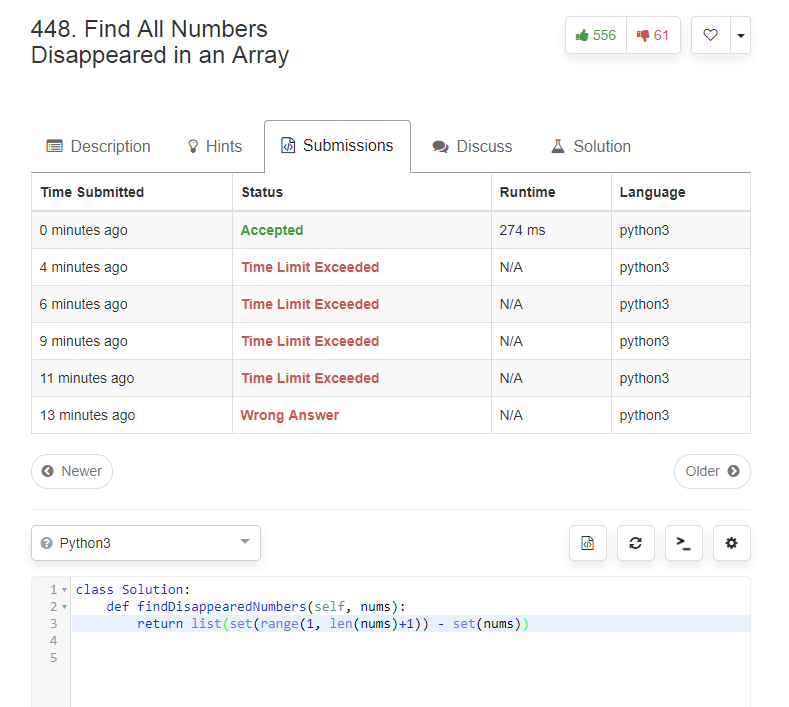 448. Find All Numbers
Disappeared in an Array
556 61
Description Hints Submissions Discuss Solution
Time Submitted Status Runtime Language
0 minutes ago Accepted 274 ms python3
4 minutes ago Time Limit Exceeded N/A python3
6 minutes ago Time Limit Exceeded N/A python3
9 minutes ago Time Limit Exceeded N/A python3
11 minutes ago Time Limit Exceeded N/A python3
13 minutes ago Wrong Answer N/A python3
Newer Older
Python3
1 class Solution:
2 def findDisappearedNumbers(self, nums):
3 return list(set(range(1, len(nums)+1)) - set(nums))
4
5